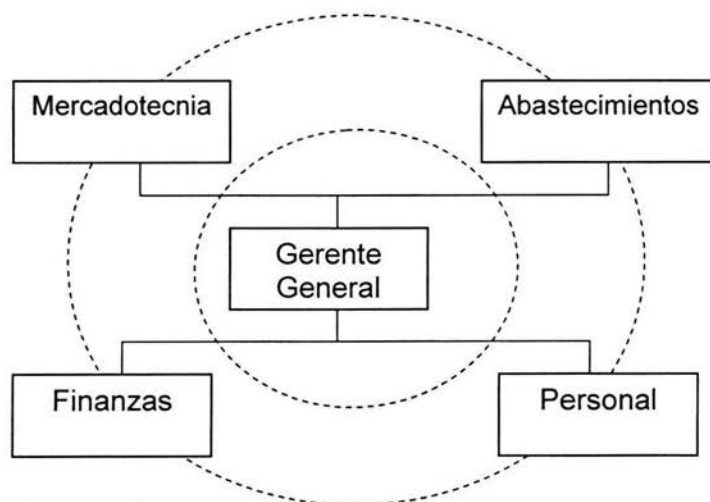 Mercadotecnia
Abastecimientos
Gerente
General
Finanzas
Personal